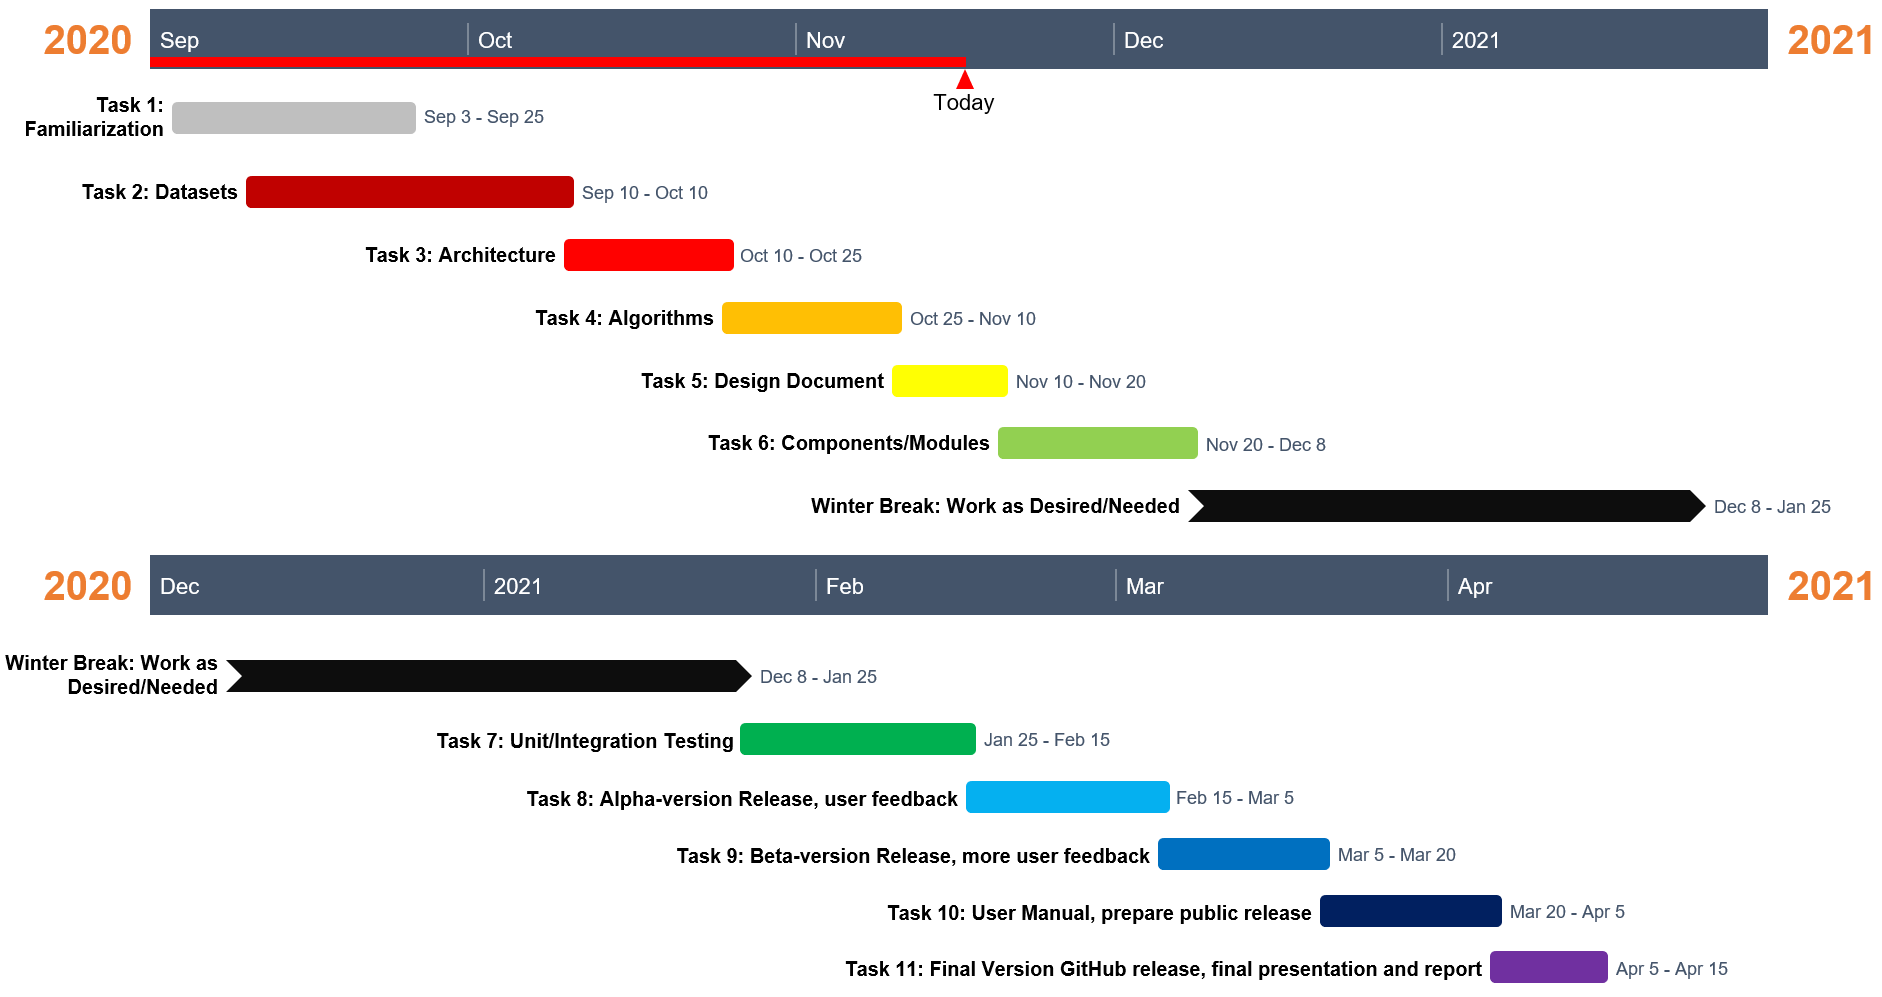 2020 Sep Oct Nov Dec 2021 2021
Today
Task 1:
Familiarization
Sep 3 - Sep 25
Task 2: Datasets Sep 10 - Oct 10
Task 3: Architecture Oct 10 - Oct 25
Task 4: Algorithms Oct 25 - Nov 10
Task 5: Design Document Nov 10 - Nov 20
Task 6: Components/Modules Nov 20 - Dec 8
Winter Break: Work as Desired/Needed Dec 8 - Jan 25
2020 Dec 2021 Feb Mar Apr 2021
Winter Break: Work as
Desired/Needed
Dec 8 - Jan 25
Task 7: Unit/Integration Testing Jan 25 - Feb 15
Task 8: Alpha-version Release, user feedback Feb 15 - Mar 5
Task 9: Beta-version Release, more user feedback Mar 5 - Mar 20
Task 10: User Manual, prepare public release Mar 20 - Apr 5
Task 11: Final Version GitHub release, final presentation and report Apr 5 - Apr 15